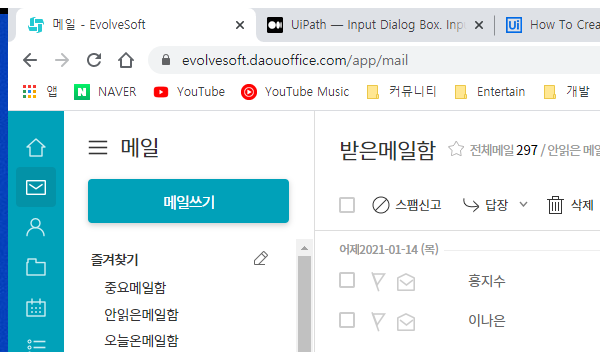 메일 - EvolveSoft
UiPath — Input Dialog Box. Inpu
How To Crea
evolvesoft.daouoffice.com/app/mail
앱 NAVER YouTube YouTube Music 커뮤니티 Entertain 개발
메일
받은메일함 전체메일 297 / 안읽은 메일
메일쓰기
스팸신고 답장 삭제
어제2021-01-14 (목)
즐겨찾기
중요메일함
안읽은메일함
오늘온메일함
홍지수
이나은